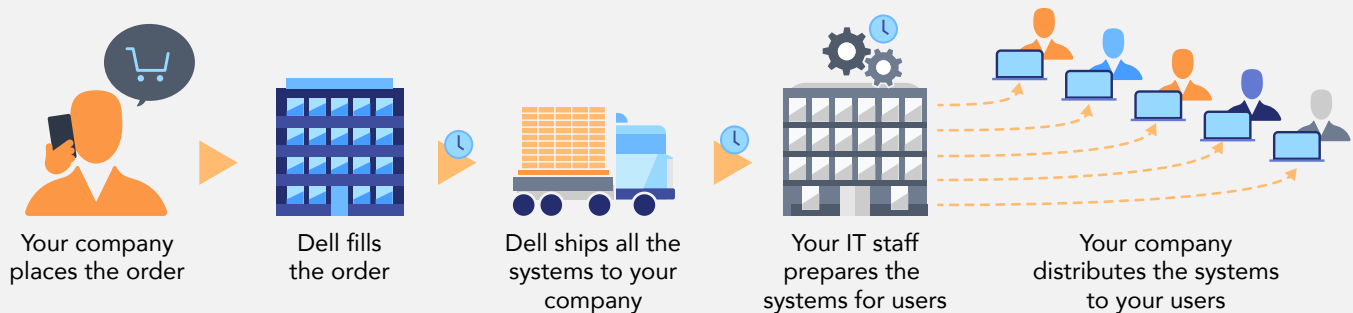 Your company
places the order
Dell fills
the order
Dell ships all the
systems to your
company
Your IT staff
prepares the
systems for users
Your company
distributes the systems
to your users